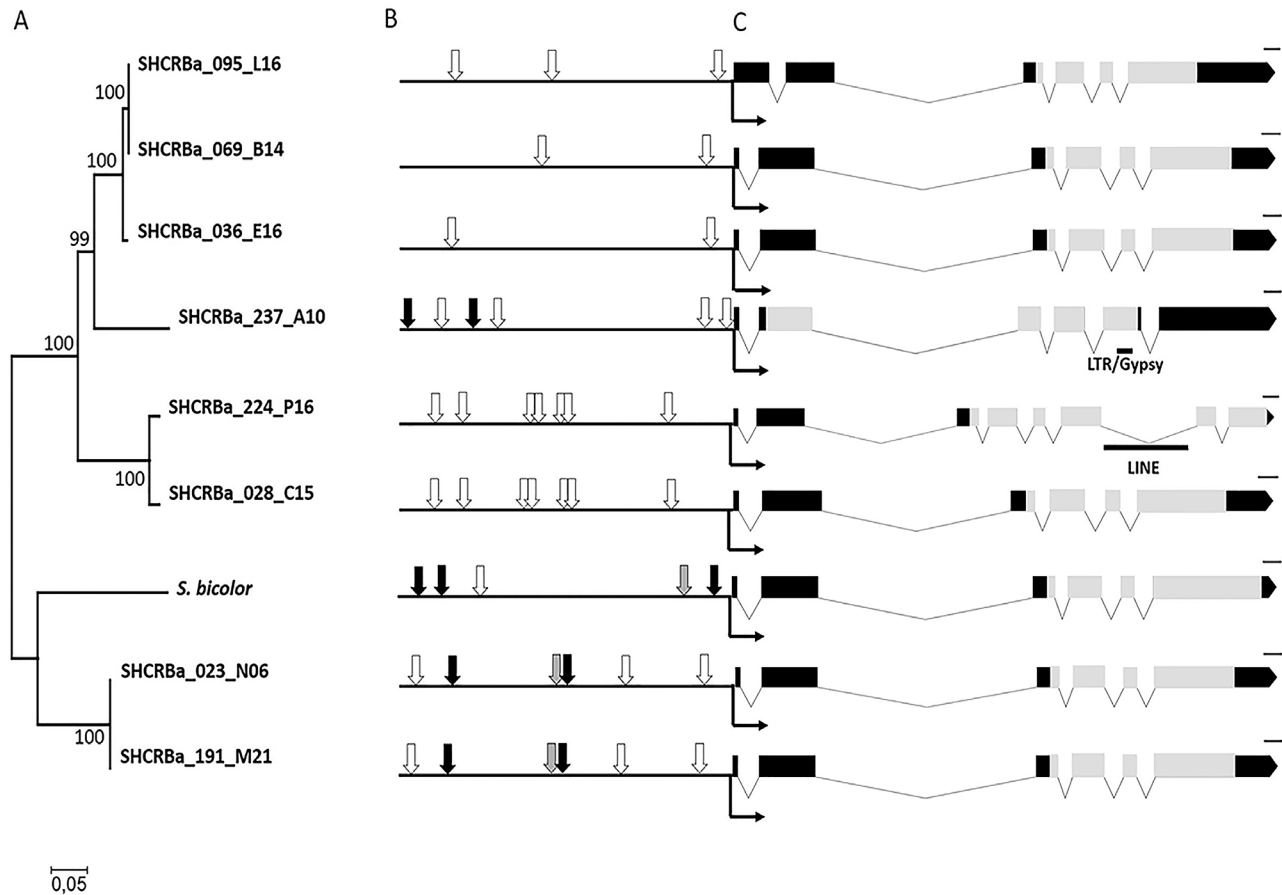 A
B
C
SHCRBa_095_L16
100
SHCRBa_069_B14
100
SHCRBa_036_E16
99
SHCRBa_237_A10
LTR/Gypsy
100
SHCRBa_224_P16
LINE
100
SHCRBa_028_C15
S. bicolor
SHCRBa_023_N06
100
SHCRBa_191_M21
0,05